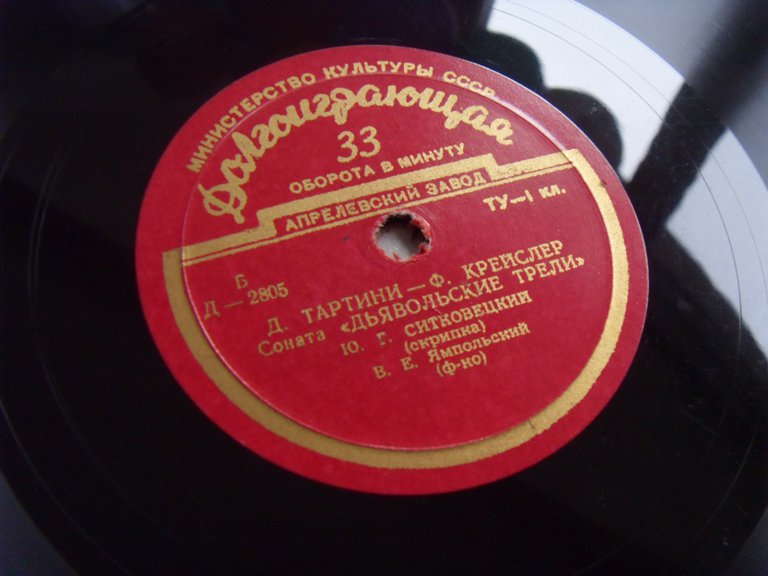 МИНИСТЕРСТВО КУЛЬТУРЫ СССР
Долгоиграющая
33
ОБОРОТА В МИНУТУ
АПРЕЛЕВСКИЙ ЗАВОД
ТУ—I кл.
Б
Д — 2805
Д. ТАРТИНИ — Ф. КРЕЙСЛЕР
Соната «ДЬЯВОЛЬСКИЕ ТРЕЛИ»
Ю. Г. СИТКОВЕЦКИЙ
(скрипка)
В. Е. Ямпольский
(ф-но)